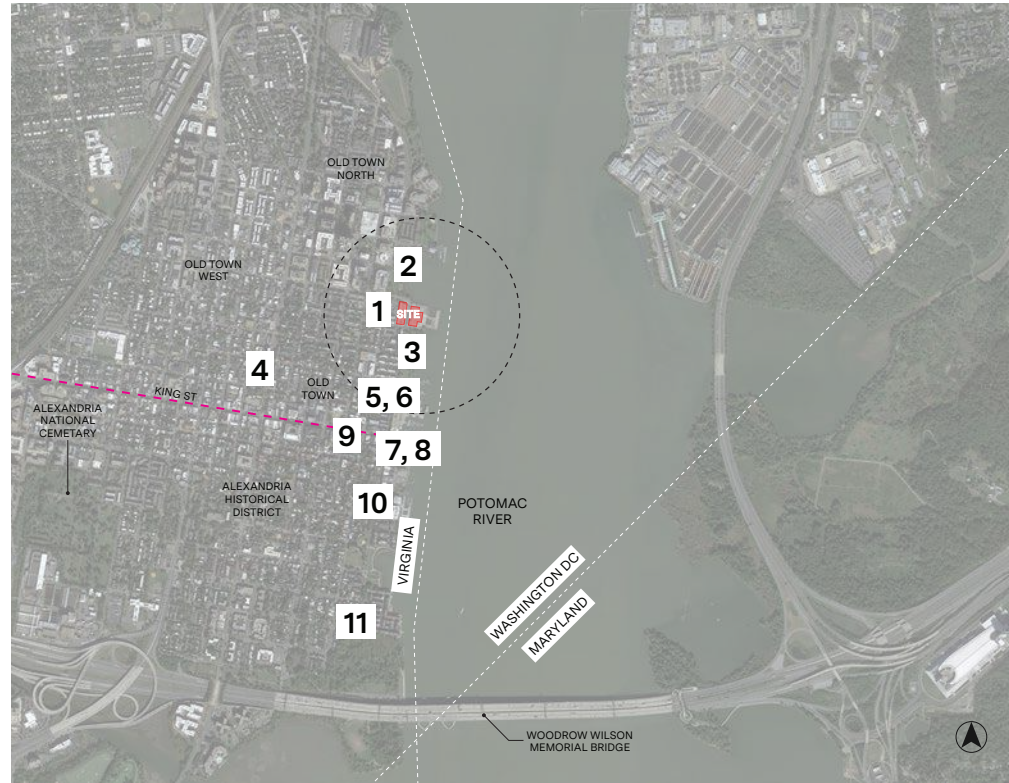 OLD TOWN
NORTH
2
OLD TOWN
WEST
1
SITE
3
4
OLD
TOWN
5, 6
KING ST
ALEXANDRIA
NATIONAL
CEMETARY
9
7, 8
ALEXANDRIA
HISTORICAL
DISTRICT
10
POTOMAC
RIVER
VIRGINIA
WASHINGTON DC
MARYLAND
11
WOODROW WILSON
MEMORIAL BRIDGE